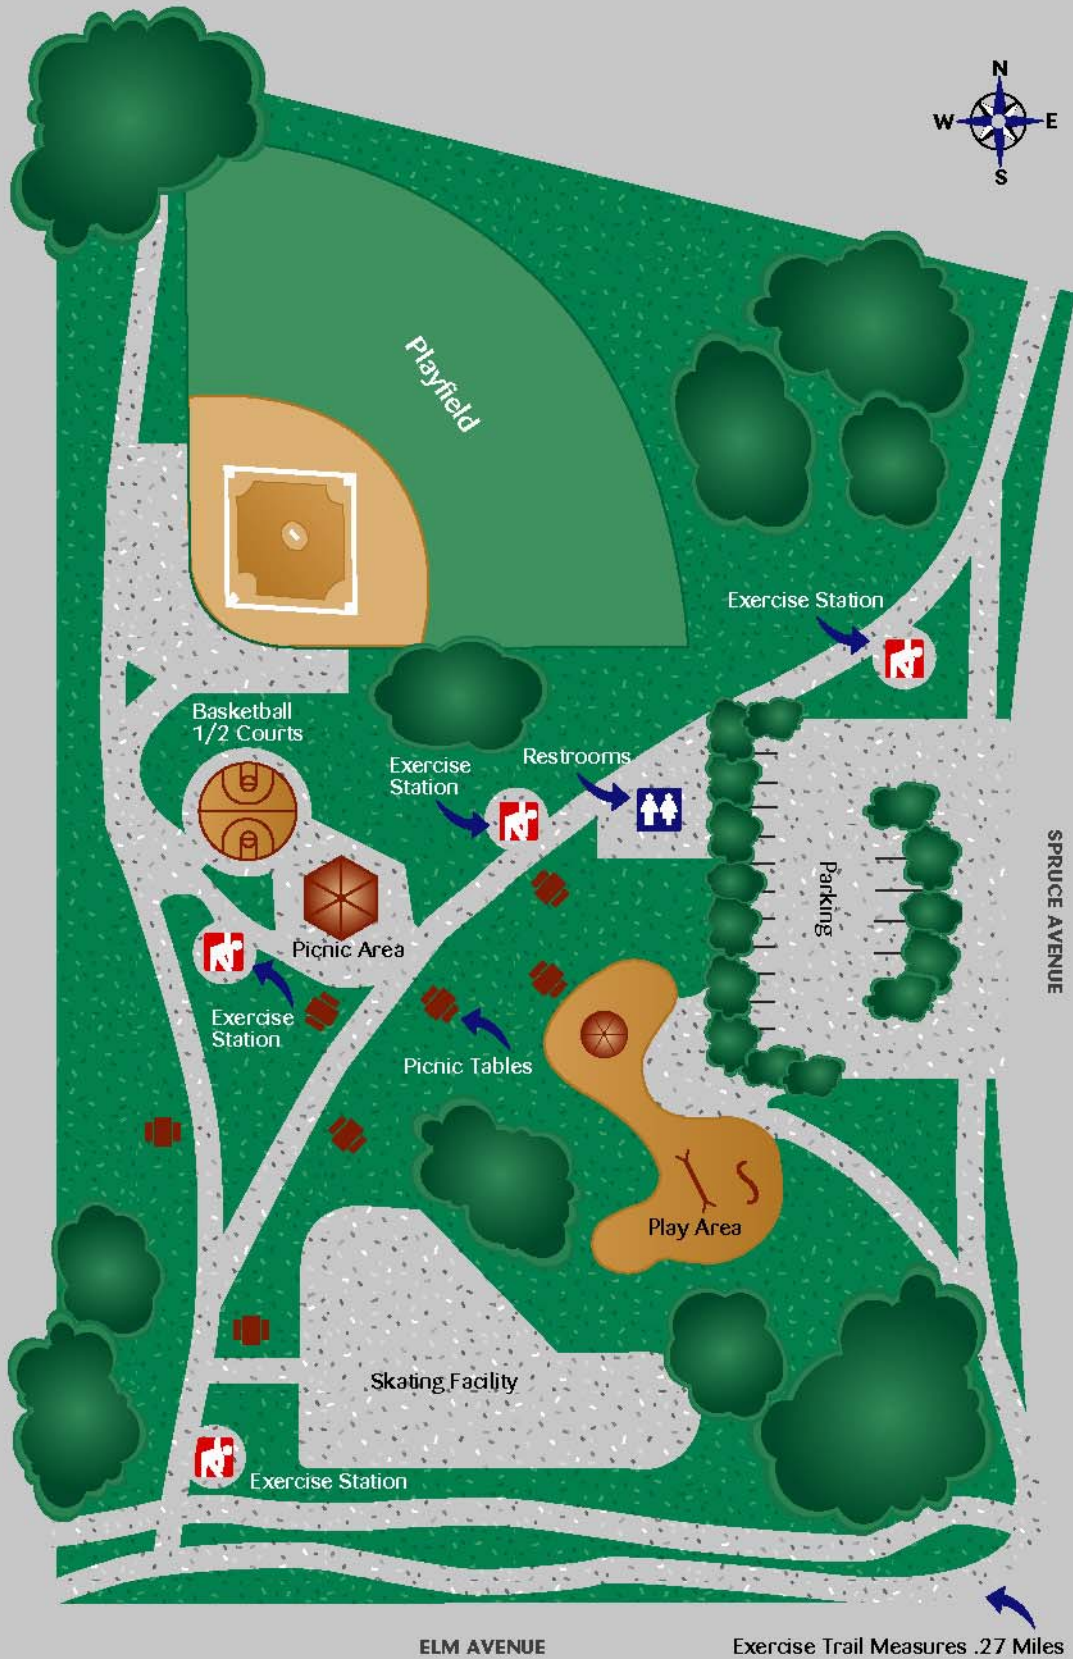 N
W E
S
Playfield
Exercise Station
Basketball
1/2 Courts
Exercise
Station
Restrooms
Parking
SPRUCE AVENUE
Picnic Area
Exercise
Station
Picnic Tables
Play Area
Skating Facility
Exercise Station
ELM AVENUE
Exercise Trail Measures .27 Miles